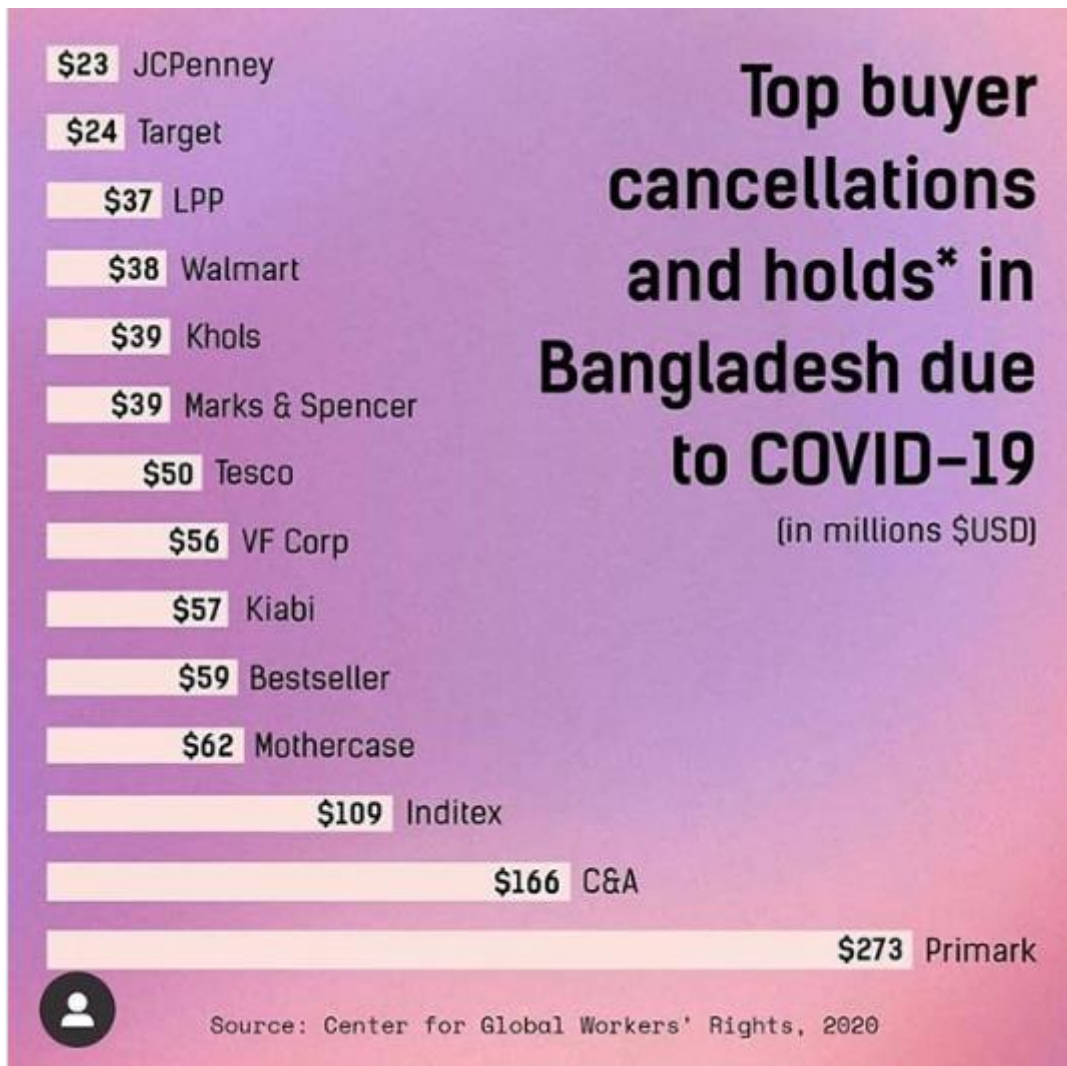 $23 JCPenney
$24 Target
$37 LPP
$38 Walmart
$39 Khols
$39 Marks & Spencer
$50 Tesco
$56 VF Corp
$57 Kiabi
$59 Bestseller
$62 Mothercase
$109 Inditex
$166 C&A
$273 Primark
Top buyer
cancellations
and holds* in
Bangladesh due
to COVID-19
(in millions $USD)
Source: Center for Global Workers' Rights, 2020